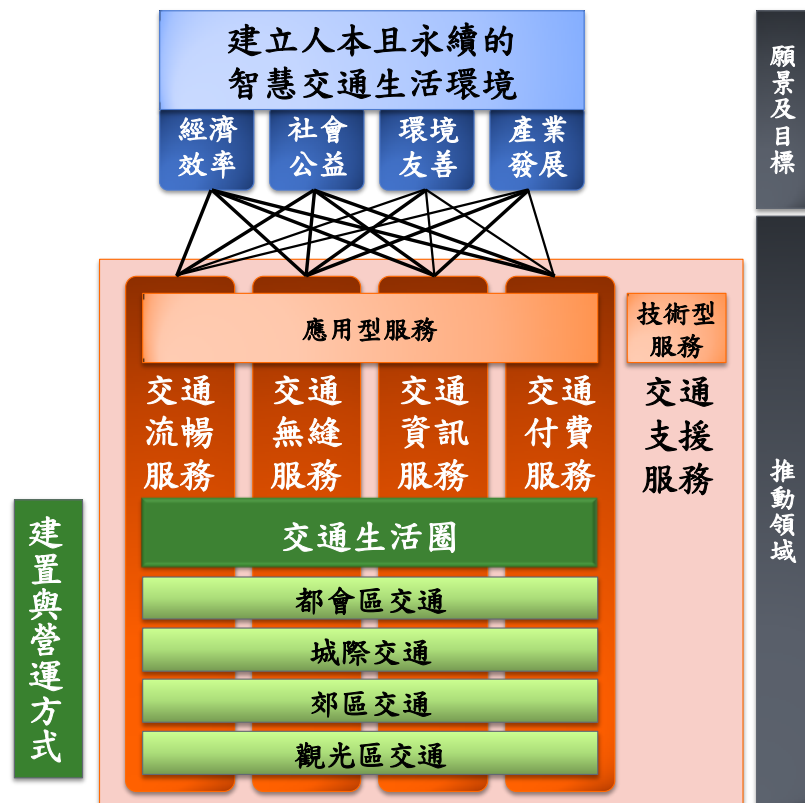 建立人本且永續的
智慧交通生活環境
經濟
效率
社會
公益
環境
友善
產業
發展
願景及目標
應用型服務
技術型
服務
交通
流暢
服務
交通
無縫
服務
交通
資訊
服務
交通
付費
服務
交通
支援
服務
推動領域
建置與營運方式
交通生活圈
都會區交通
城際交通
郊區交通
觀光區交通